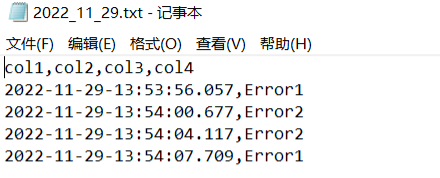 2022_11_29.txt - 记事本
文件(F) 编辑(E) 格式(O) 查看(V) 帮助(H)
col1,col2,col3,col4
2022-11-29-13:53:56.057,Error1
2022-11-29-13:54:00.677,Error2
2022-11-29-13:54:04.117,Error2
2022-11-29-13:54:07.709,Error1